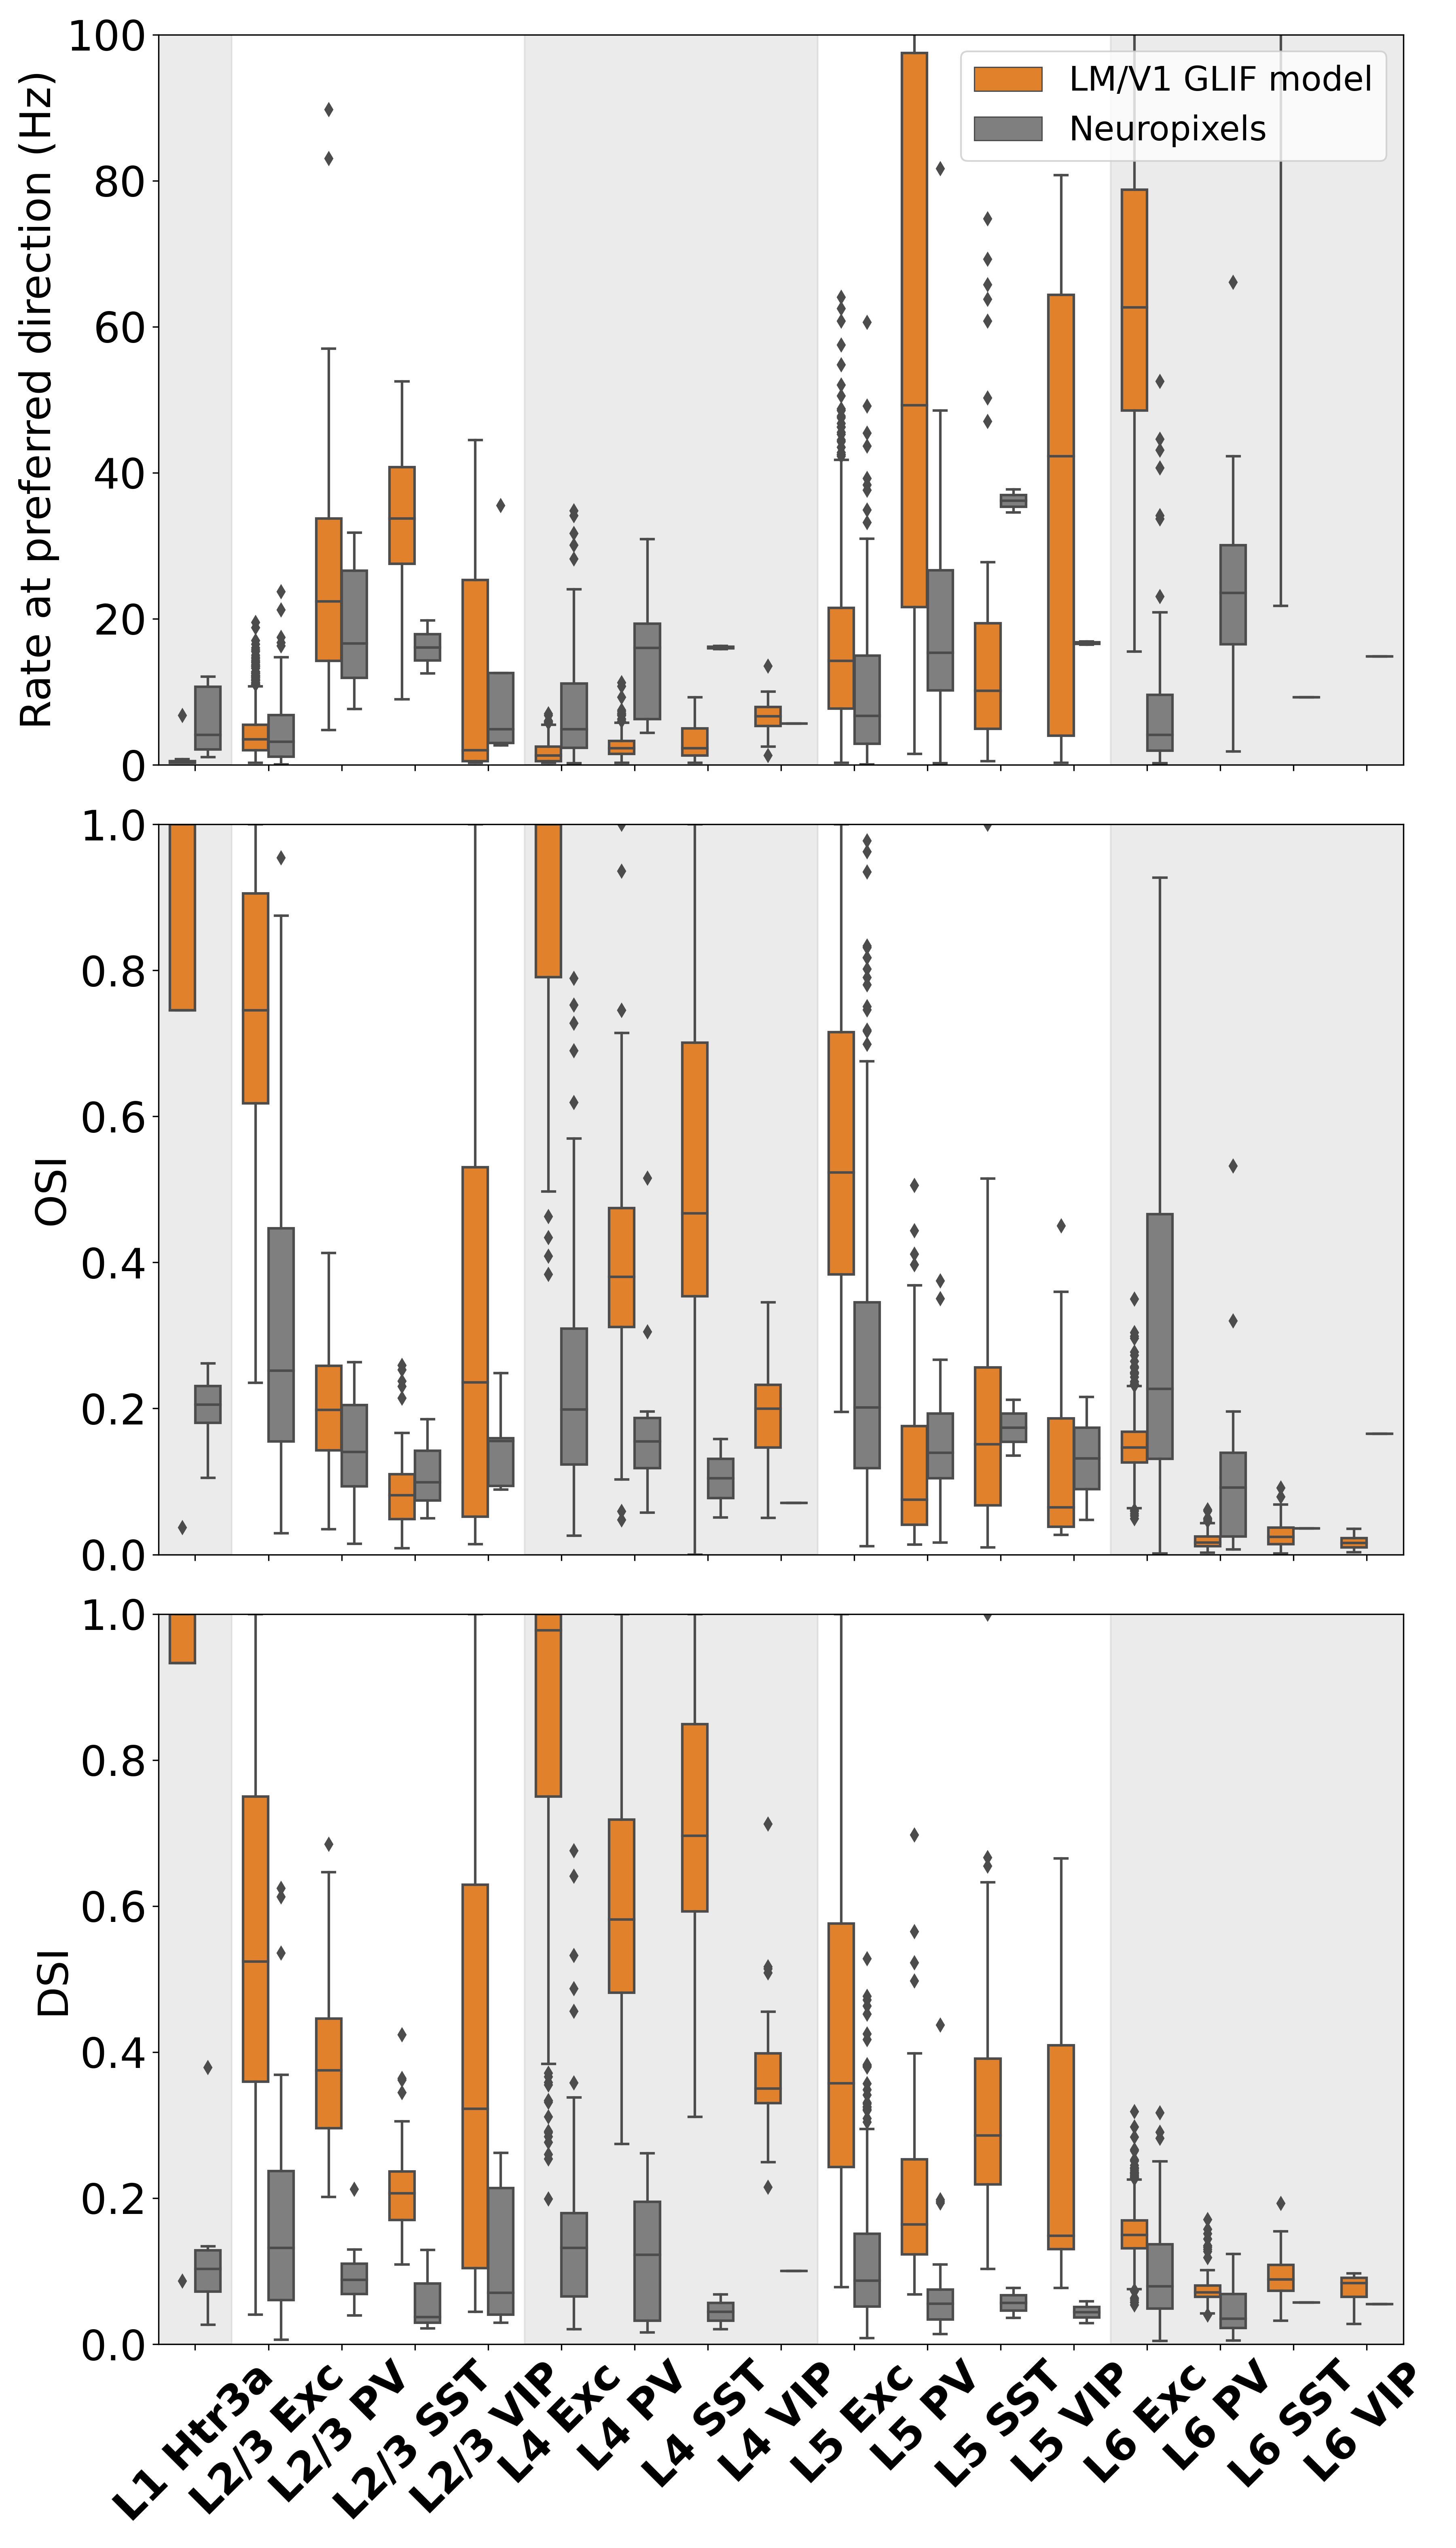 Rate at preferred direction (Hz)
100
80
60
40
20
0
LM/V1 GLIF model
Neuropixels
OSI
1.0
0.8
0.6
0.4
0.2
0.0
DSI
1.0
0.8
0.6
0.4
0.2
0.0
L1 Htr3a
L2/3 Exc
L2/3 PV
L2/3 SST
L2/3 VIP
L4 Exc
L4 PV
L4 SST
L4 VIP
L5 Exc
L5 PV
L5 SST
L5 VIP
L6 Exc
L6 PV
L6 SST
L6 VIP